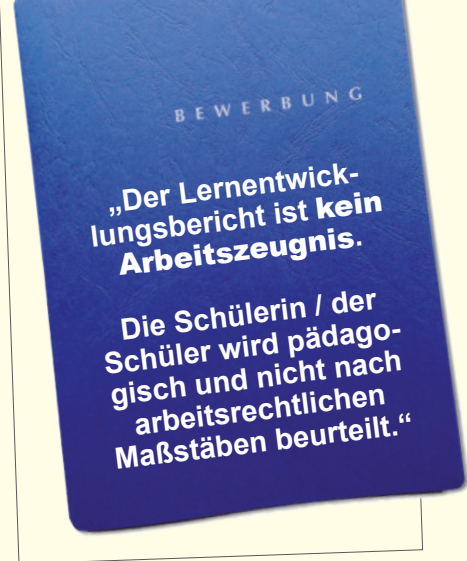 BEWERBUNG
„Der Lernentwick-
lungsbericht ist kein
Arbeitszeugnis.
Die Schülerin / der
Schüler wird pädago-
gisch und nicht nach
arbeitsrechtlichen
Maßstäben beurteilt.“